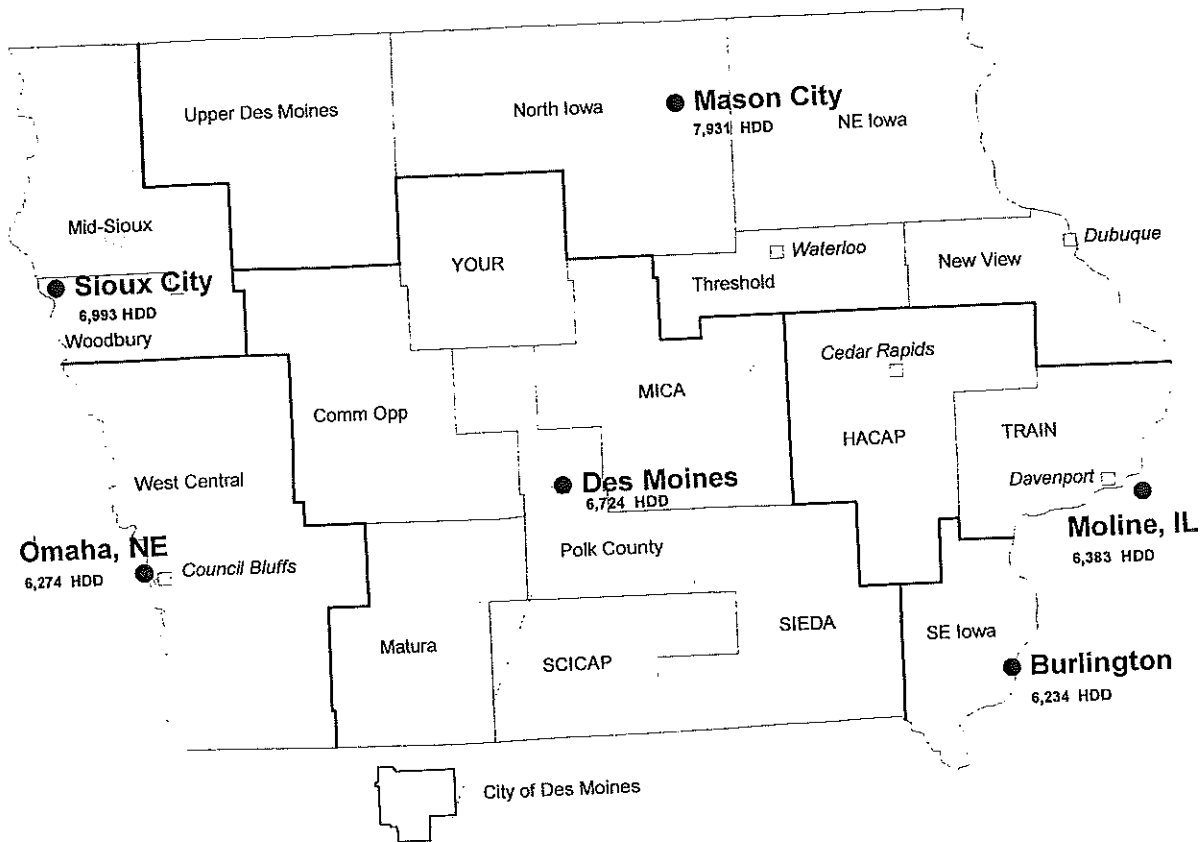 Upper Des Moines
North Iowa
Mason City
7,931 HDD
NE Iowa
Mid-Sioux
Sioux City
6,993 HDD
Woodbury
YOUR
Waterloo
Threshold
New View
Dubuque
Cedar Rapids
Comm Opp
MICA
HACAP
TRAIN
West Central
Des Moines
6,724 HDD
Davenport
Moline, IL
6,383 HDD
Omaha, NE
6,274 HDD
Council Bluffs
Polk County
Matura
SCICAP
SIEDA
SE Iowa
Burlington
6,234 HDD
City of Des Moines